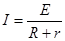 I = E / (R + r)